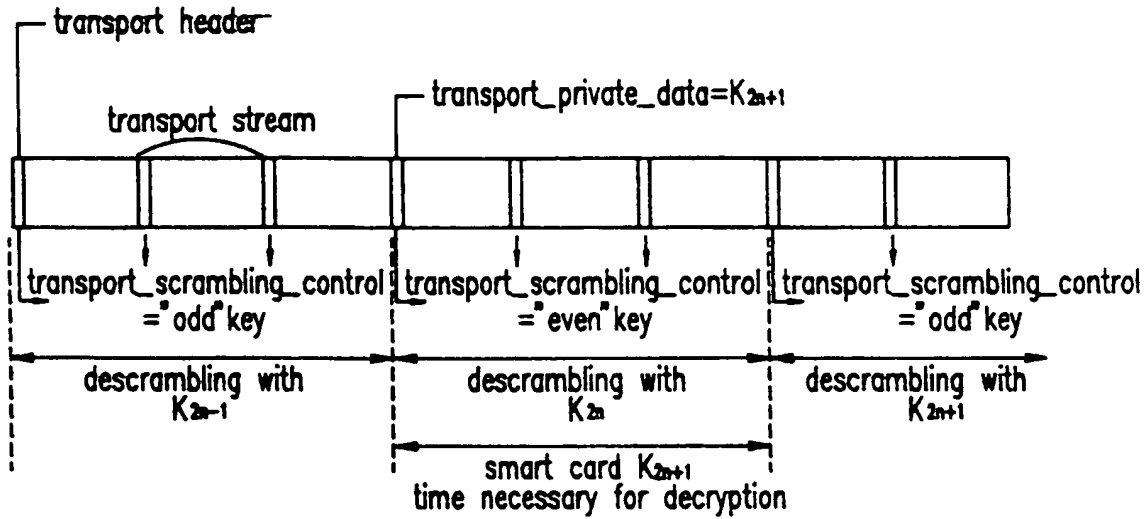 transport header
transport_private_data=K2n+1
transport stream
transport_scrambling_control
="odd"key
transport_scrambling_control
="even"key
transport_scrambling_control
="odd"key
descrambling with
K2n-1
descrambling with
K2n
descrambling with
K2n+1
smart card K2n+1
time necessary for decryption